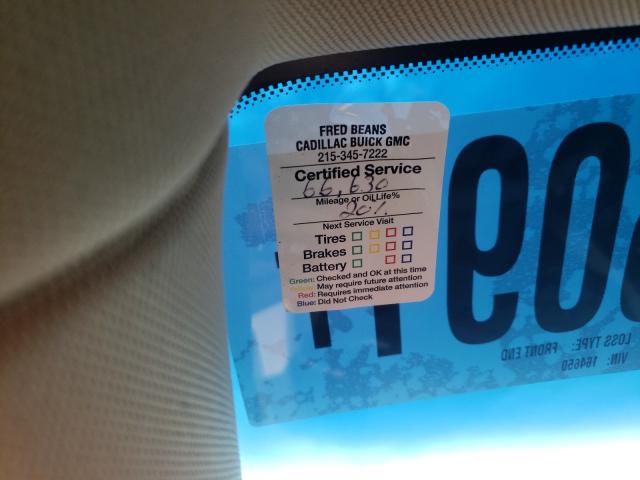 FRED BEANS
CADILLAC BUICK GMC
215-345-7222
Certified Service
66,630
Mileage or Oil Life%
20%
Next Service Visit
Tires
Brakes
Battery
Green: Checked and OK at this time
Yellow: May require future attention
Red: Requires immediate attention
Blue: Did Not Check
LOSS TYPE: FRONT END
VIN: 164660